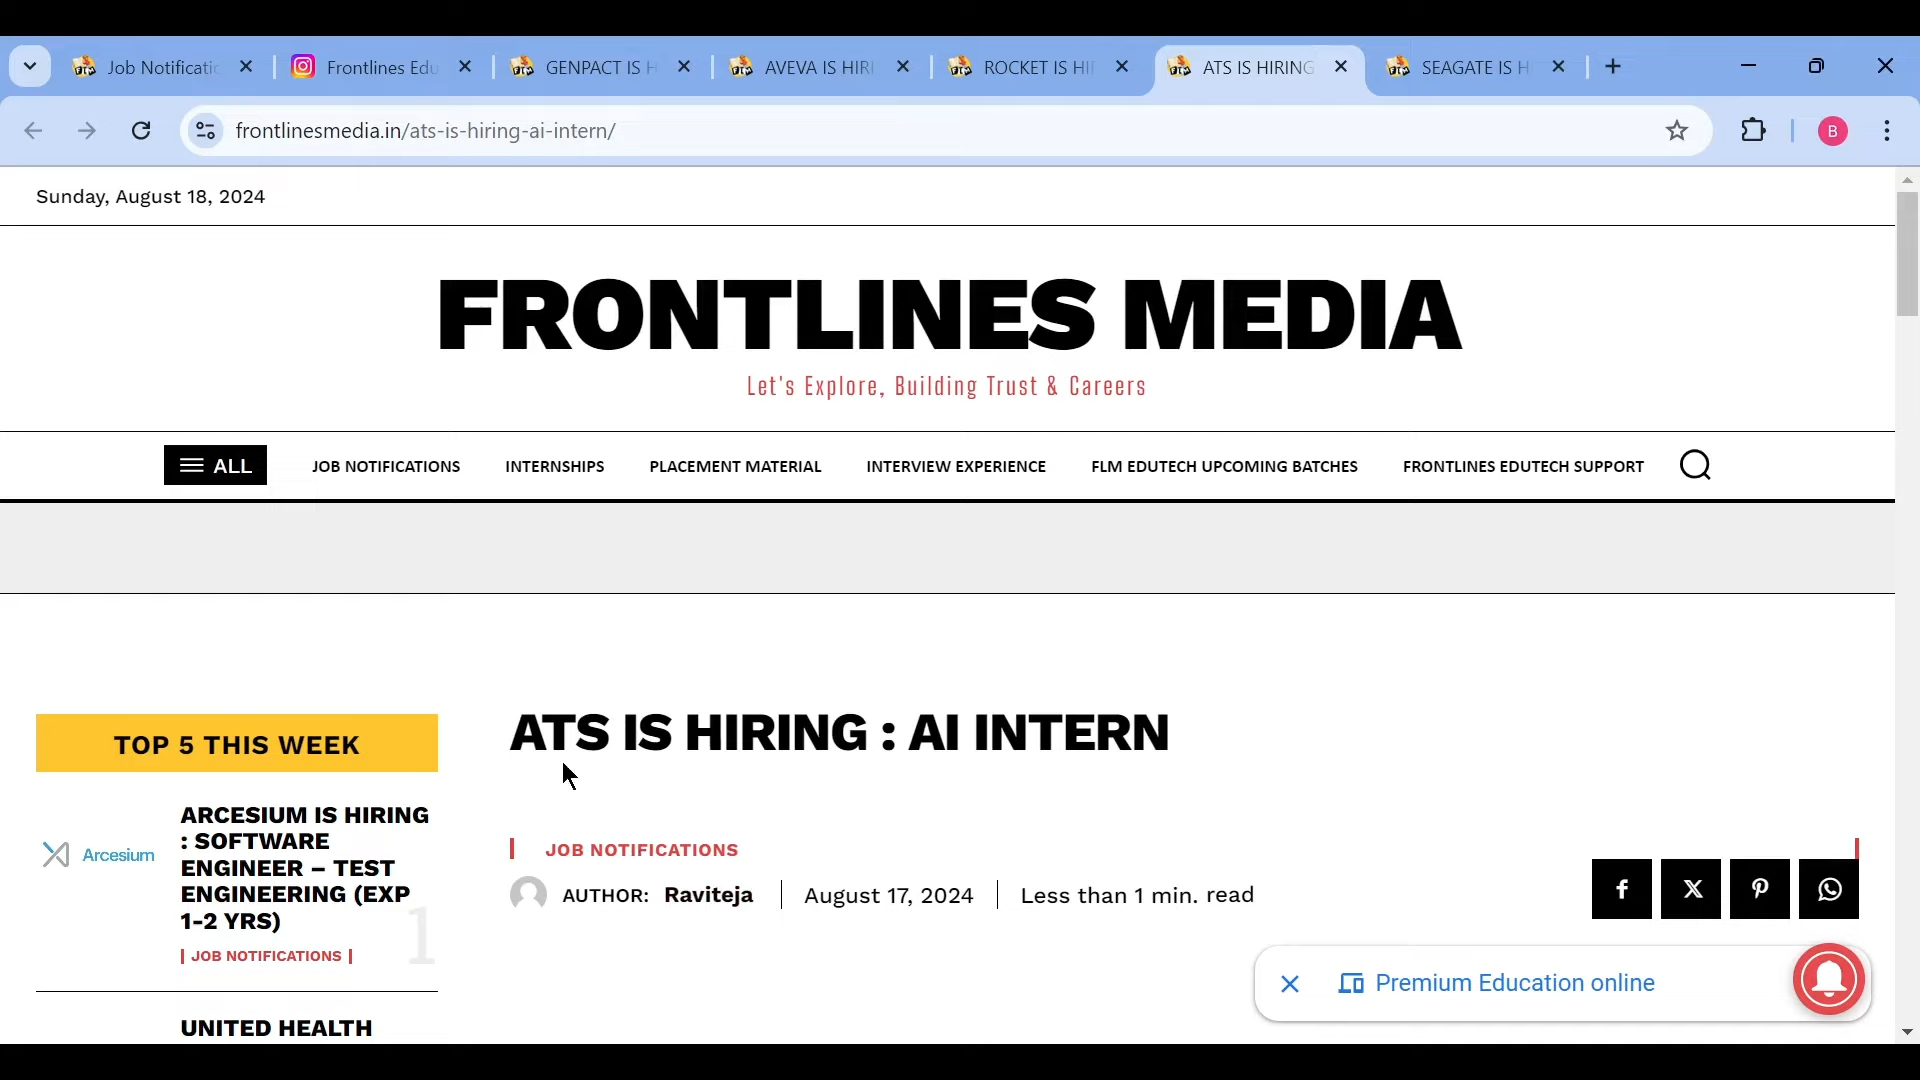 Job Notificatic
Frontlines Edu
GENPACT IS H
AVEVA IS HIRI
ROCKET IS HIF
ATS IS HIRING
SEAGATE IS H
frontlinesmedia.in/ats-is-hiring-ai-intern/
B
Sunday, August 18, 2024
FRONTLINES MEDIA
Let's Explore, Building Trust & Careers
ALL
JOB NOTIFICATIONS
INTERNSHIPS
PLACEMENT MATERIAL
INTERVIEW EXPERIENCE
FLM EDUTECH UPCOMING BATCHES
FRONTLINES EDUTECH SUPPORT
TOP 5 THIS WEEK
Arcesium
ARCESIUM IS HIRING
: SOFTWARE
ENGINEER – TEST
ENGINEERING (EXP
1-2 YRS)
1
JOB NOTIFICATIONS
UNITED HEALTH
ATS IS HIRING : AI INTERN
JOB NOTIFICATIONS
AUTHOR: Raviteja
August 17, 2024
Less than 1 min. read
Premium Education online